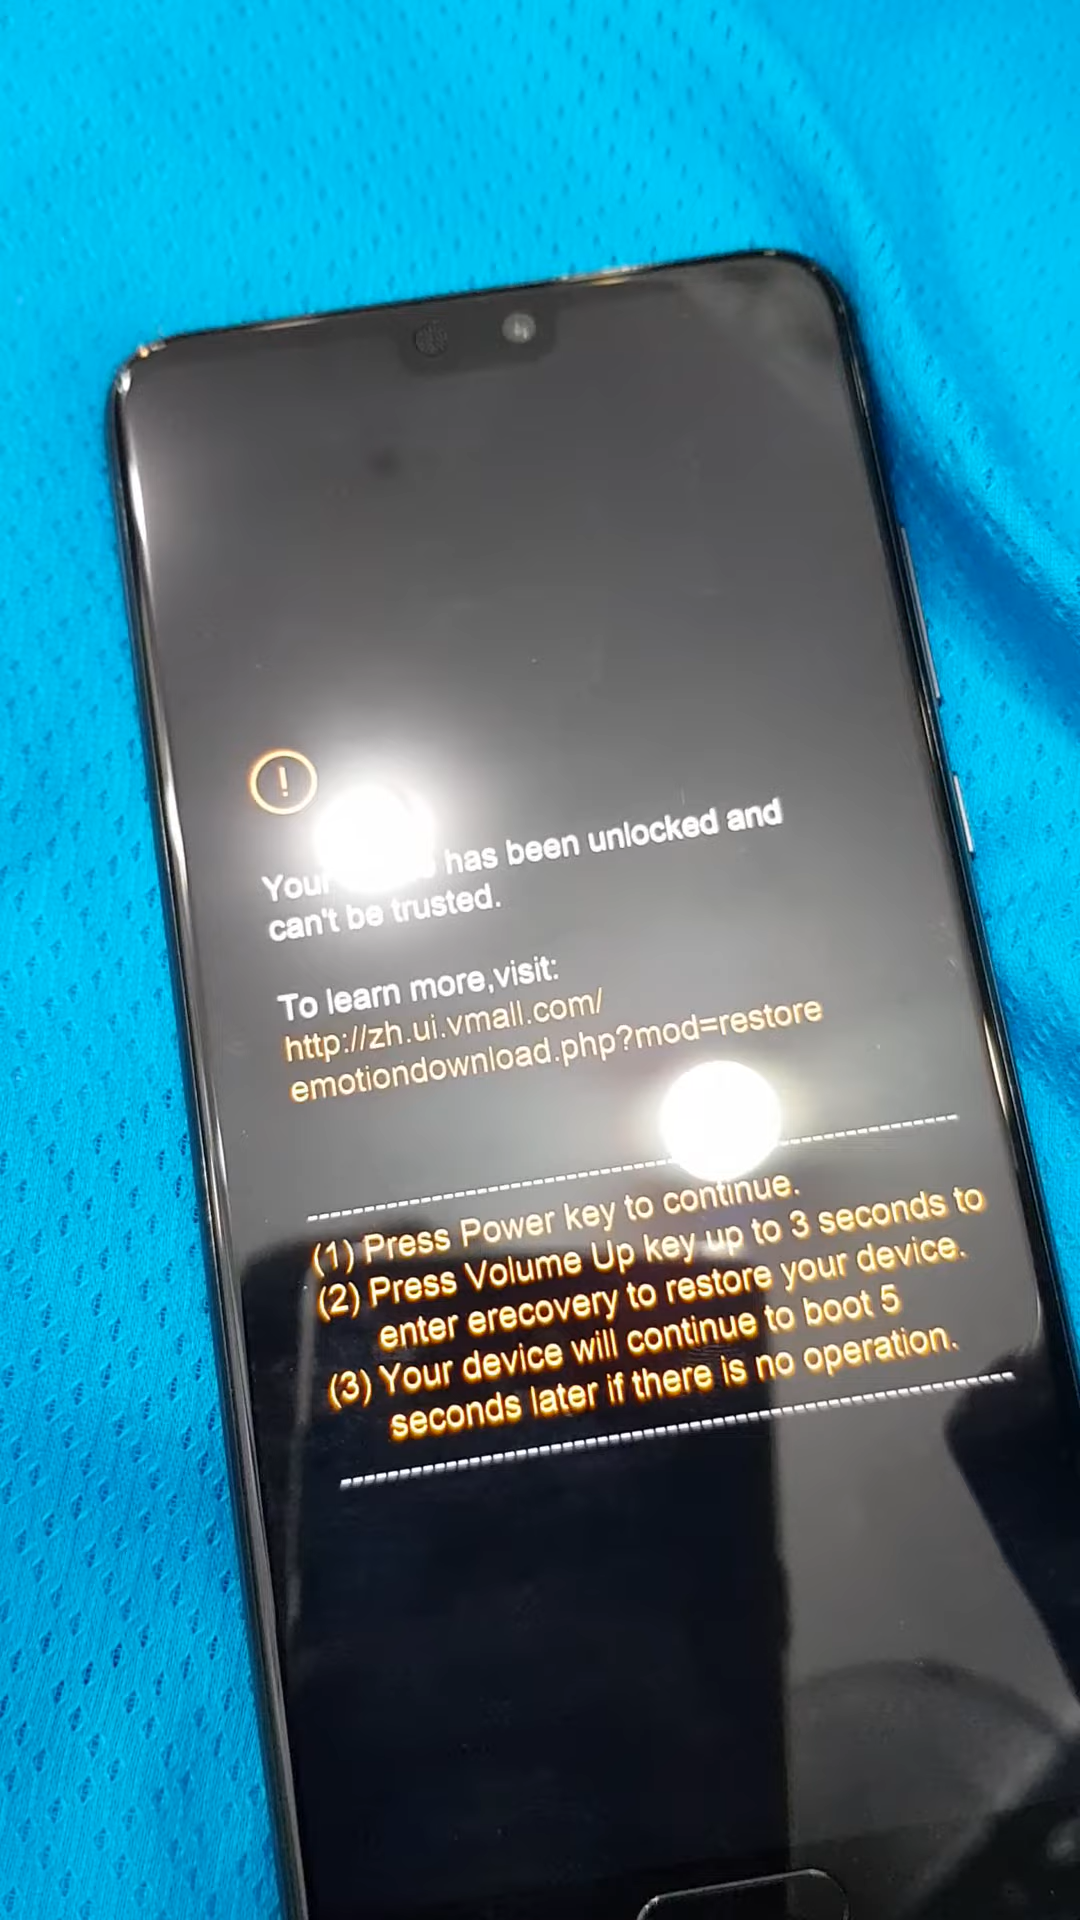 Your has been unlocked and
can't be trusted.
To learn more,visit:
http://zh.ui.vmall.com/
emotiondownload.php?mod=restore
(1) Press Power key to continue.
(2) Press Volume Up key up to 3 seconds to
enter erecovery to restore your device.
(3) Your device will continue to boot 5
seconds later if there is no operation.